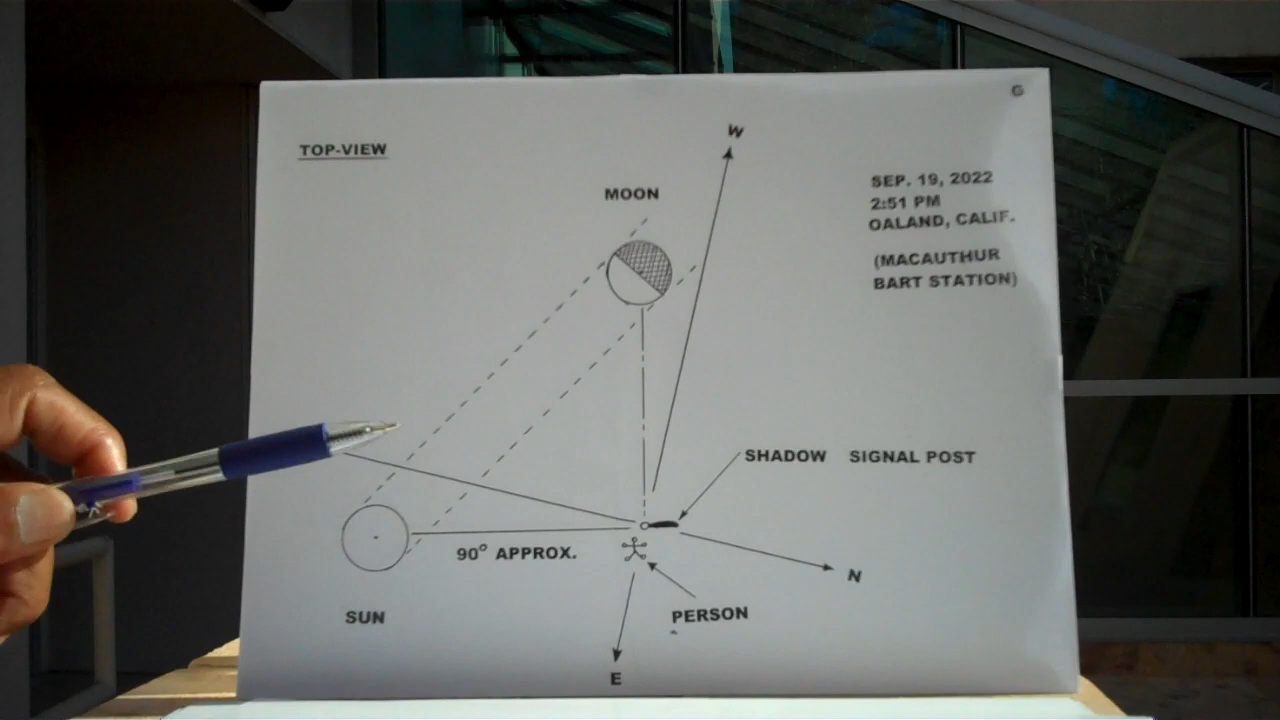 G
TOP-VIEW
W
MOON
SEP. 19, 2022
2:51 PM
OALAND, CALIF.
(MACAUTHUR
BART STATION)
SHADOW SIGNAL POST
90° APPROX.
N
SUN
PERSON
E